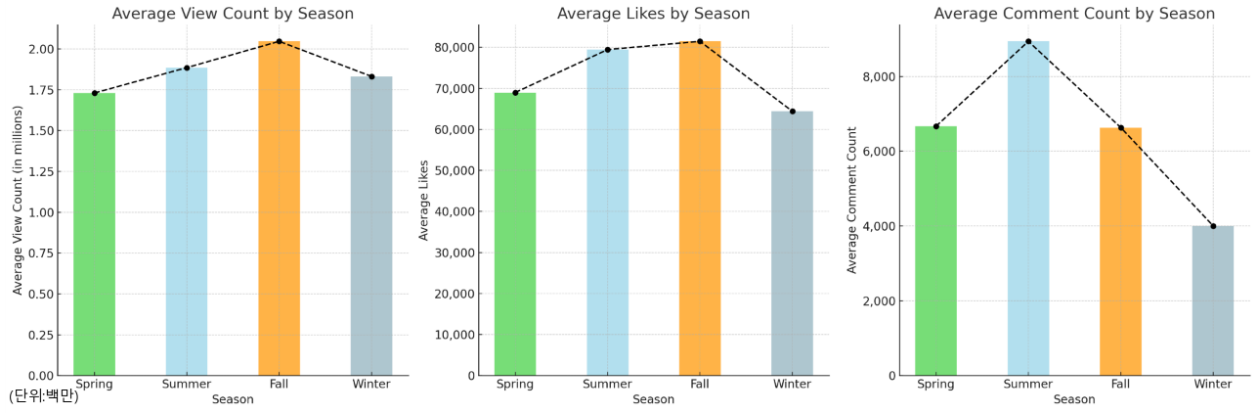 Average View Count by Season
Average View Count (in millions)
2.00
1.75
1.50
1.25
1.00
0.75
0.50
0.25
0.00
Spring
Summer
Fall
Winter
Season
(단위:백만)
Average Likes by Season
Average Likes
80,000
70,000
60,000
50,000
40,000
30,000
20,000
10,000
0
Spring
Summer
Fall
Winter
Season
Average Comment Count by Season
Average Comment Count
8,000
6,000
4,000
2,000
0
Spring
Summer
Fall
Winter
Season